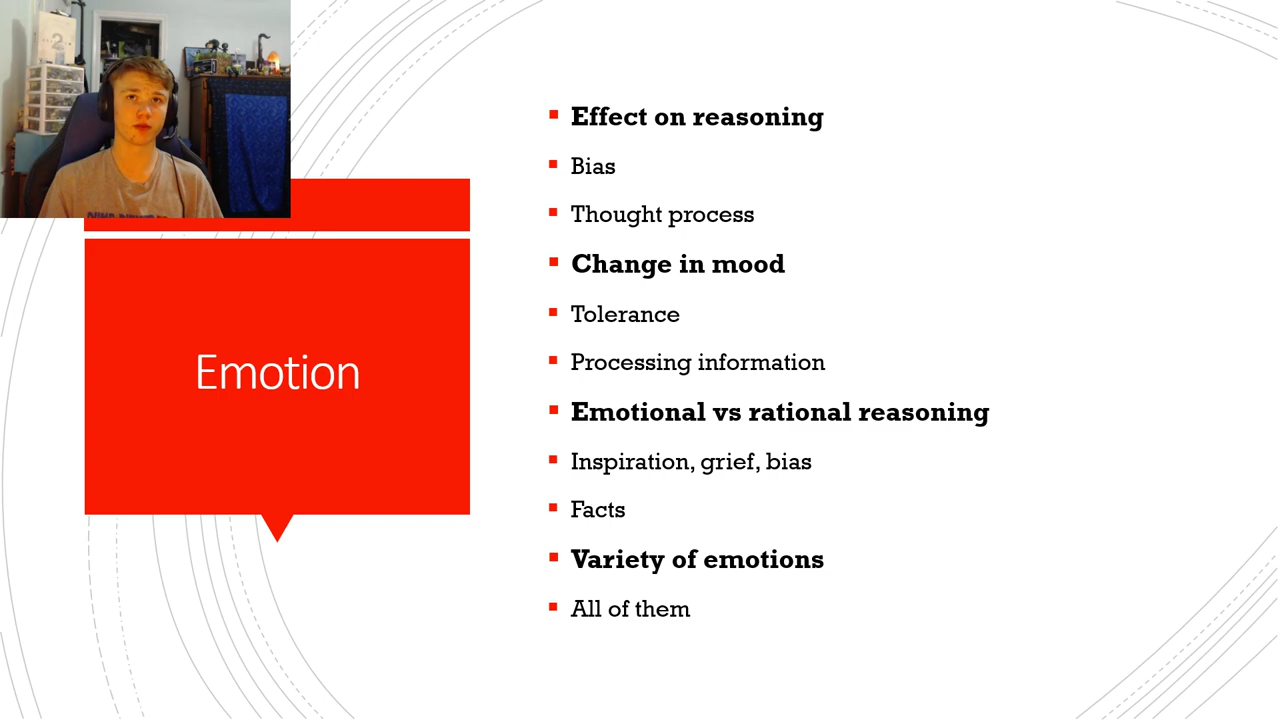 2
Emotion
Effect on reasoning
Bias
Thought process
Change in mood
Tolerance
Processing information
Emotional vs rational reasoning
Inspiration, grief, bias
Facts
Variety of emotions
All of them